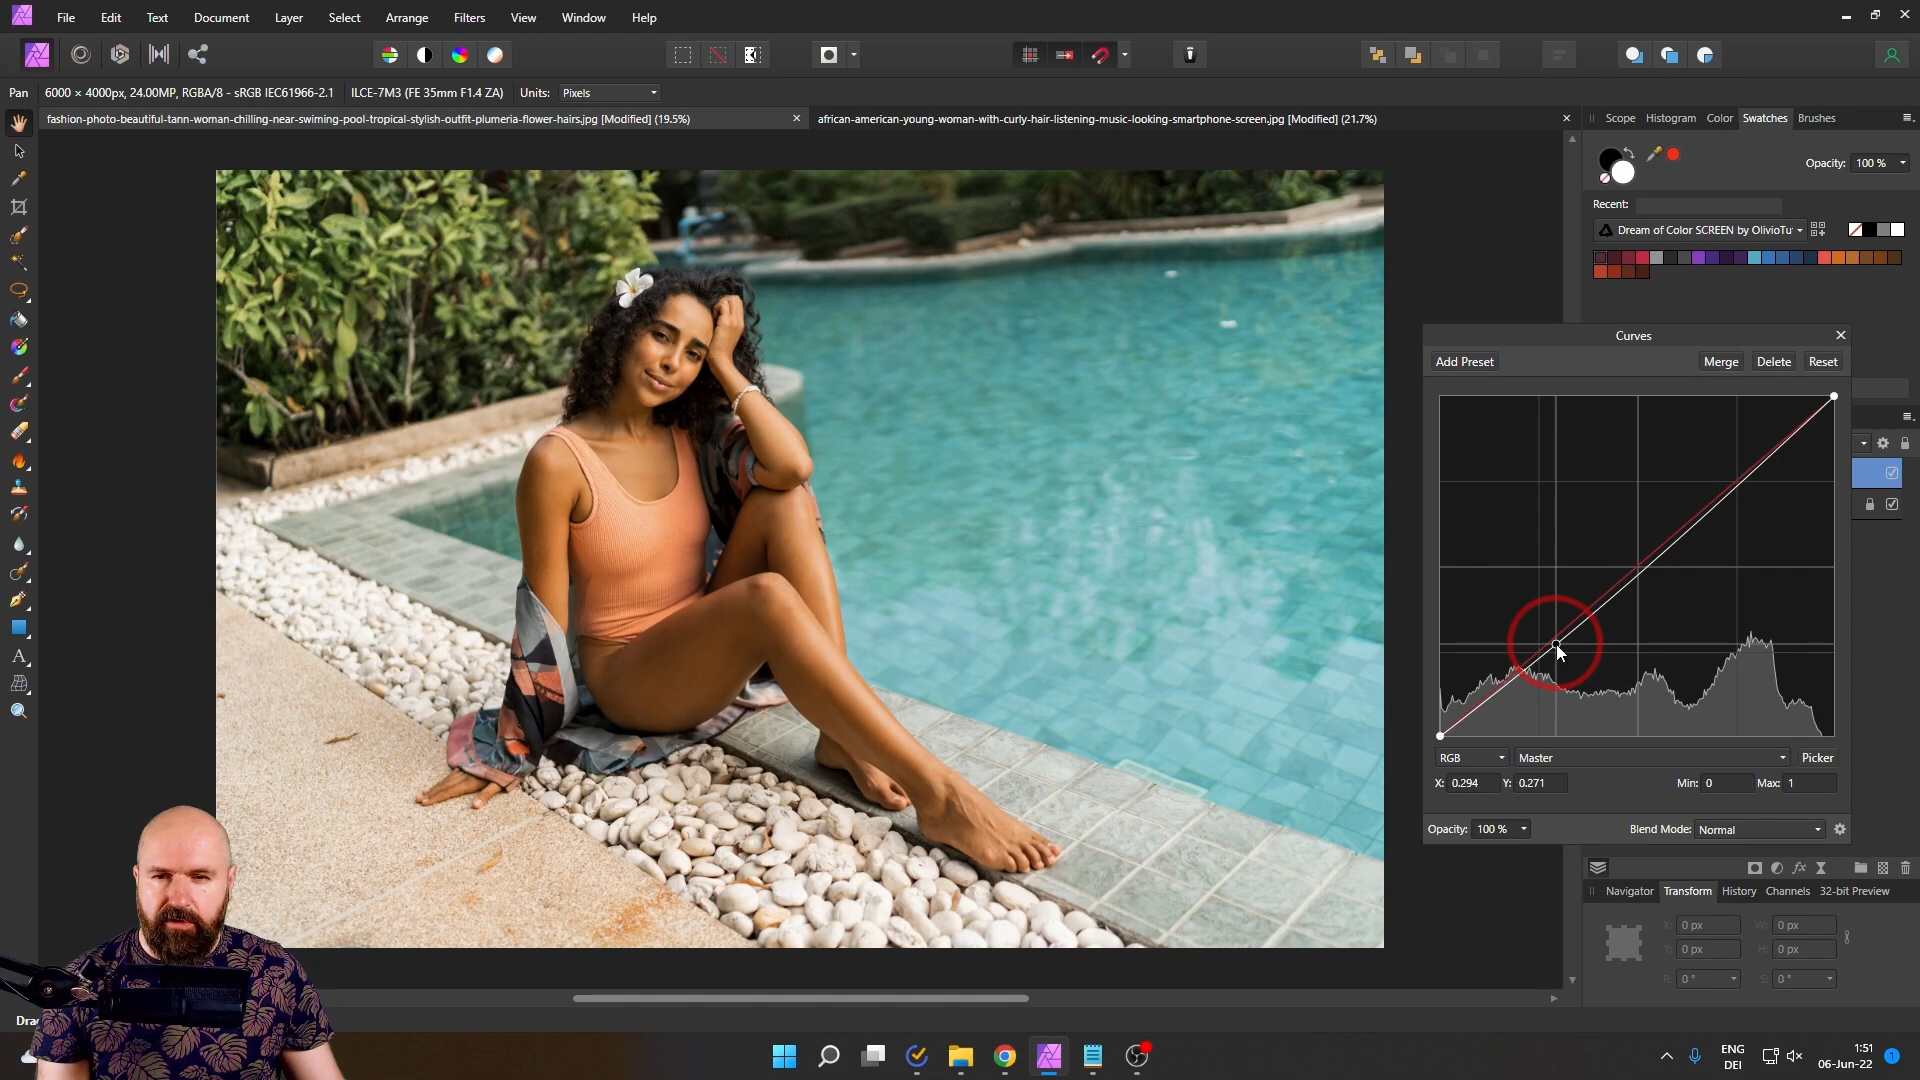 File Edit Text Document Layer Select Arrange Filters View Window Help
Pan 6000 × 4000px, 24.00MP, RGBA/8 - sRGB IEC61966-2.1 ILCE-7M3 (FE 35mm F1.4 ZA) Units: Pixels
fashion-photo-beautiful-tann-woman-chilling-near-swiming-pool-tropical-stylish-outfit-plumeria-flower-hairs.jpg [Modified] (19.5%) african-american-young-woman-with-curly-hair-listening-music-looking-smartphone-screen.jpg [Modified] (21.7%)
Scope Histogram Color Swatches Brushes
Opacity: 100 %
Recent:
Dream of Color SCREEN by OlivioTu
Curves
Add Preset Merge Delete Reset
RGB Master Picker
X: 0.294 Y: 0.271 Min: 0 Max: 1
Opacity: 100 % Blend Mode: Normal
fx
Navigator Transform History Channels 32-bit Preview
X: 0 px W: 0 px
Y: 0 px H: 0 px
R: 0 ° S: 0 °
A
ENG
DEI
1:51
06-Jun-22
1